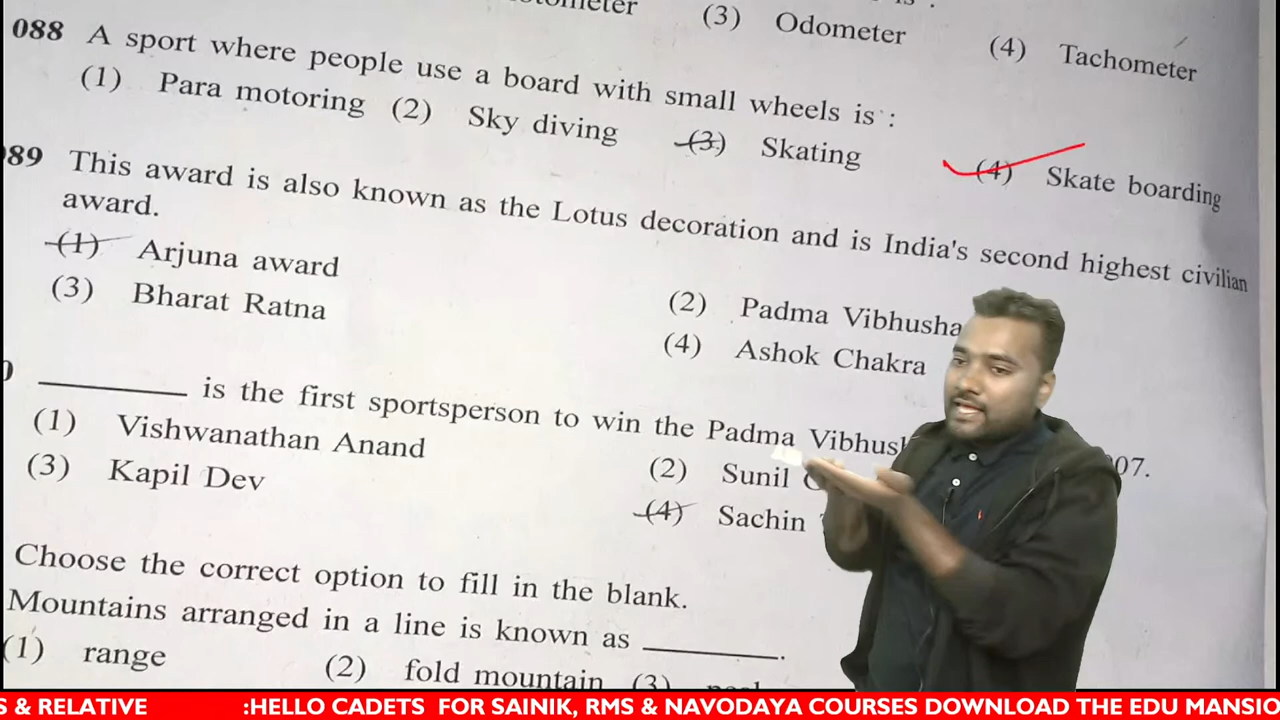 (3) Odometer
(4) Tachometer
088 A sport where people use a board with small wheels is :
(1) Para motoring (2) Sky diving (3) Skating (4) Skate boarding
89 This award is also known as the Lotus decoration and is India's second highest civilian
award.
(1) Arjuna award (2) Padma Vibhusha
(3) Bharat Ratna (4) Ashok Chakra
is the first sportsperson to win the Padma 07.
(1) Vishwanathan Anand (2) Sunil
(3) Kapil Dev (4) Sachin
Choose the correct option to fill in the blank.
Mountains arranged in a line is known as ________.
(1) range (2) fold mountain (3)
S & RELATIVE :HELLO CADETS FOR SAINIK, RMS & NAVODAYA COURSES DOWNLOAD THE EDU MANSIO